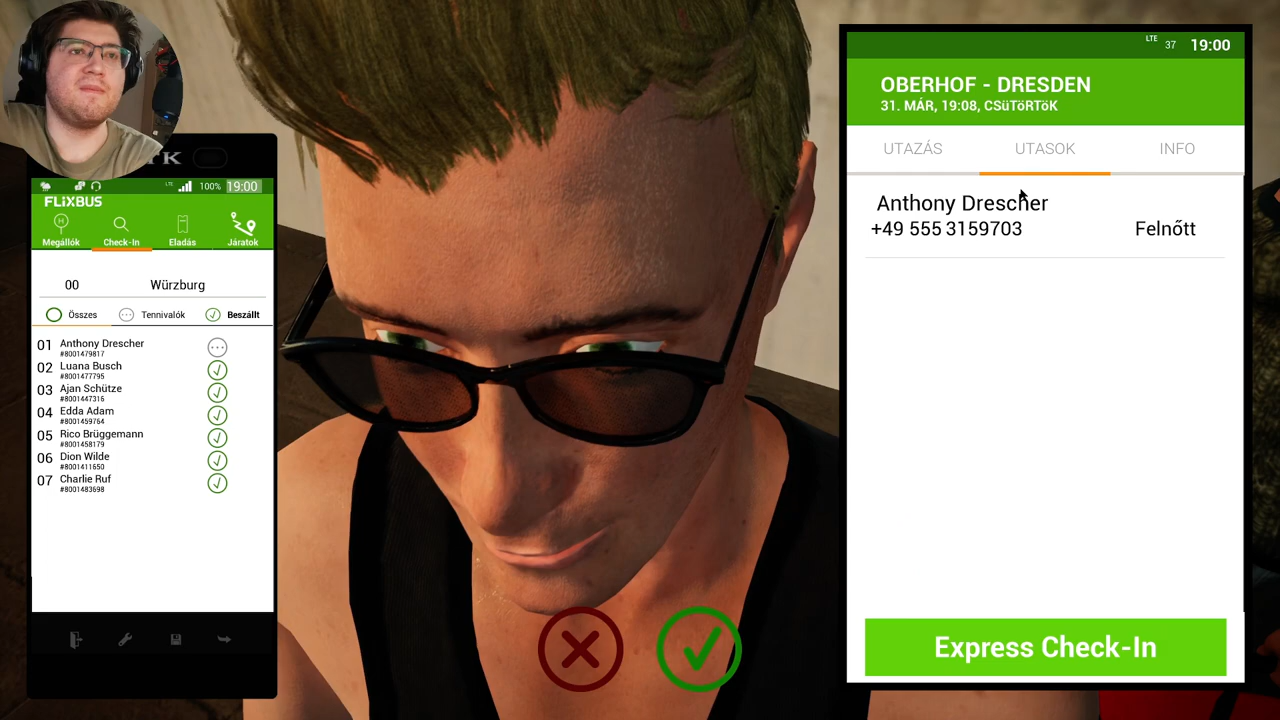 TK
LTE 100% 19:00
FLiXBUS
Megállók Check-In Eladás Járatok
00 Würzburg
Összes Tennivalók Beszállt
01 Anthony Drescher
#8001479817
02 Luana Busch
#8001477795
03 Ajan Schütze
#8001447316
04 Edda Adam
#8001459764
05 Rico Brüggemann
#8001458179
06 Dion Wilde
#8001411650
07 Charlie Ruf
#8001483698
LTE 37 19:00
OBERHOF - DRESDEN
31. MÁR, 19:08, CSüTöRTöK
UTAZÁS UTASOK INFO
Anthony Drescher
+49 555 3159703 Felnőtt
Express Check-In